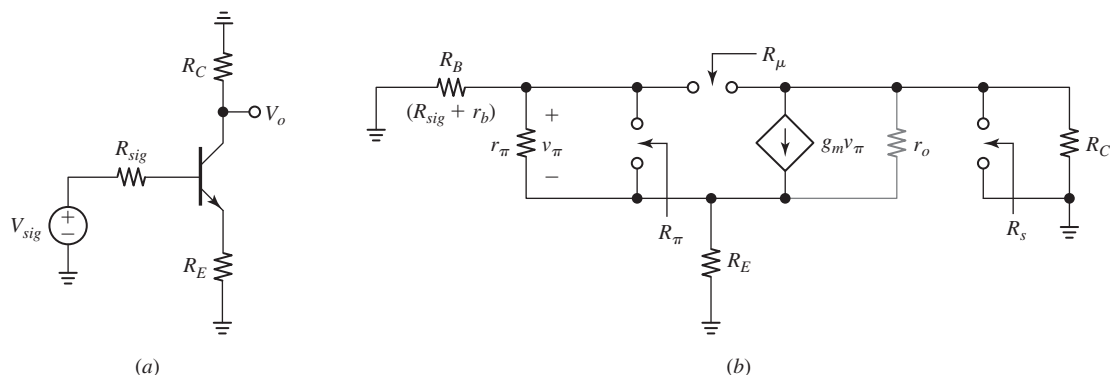 R_C
V_o
R_sig
V_sig
+
−
R_E
(a)
R_B
(R_sig + r_b)
R_μ
+
r_π
v_π
−
R_π
g_m v_π
r_o
R_C
R_s
R_E
(b)